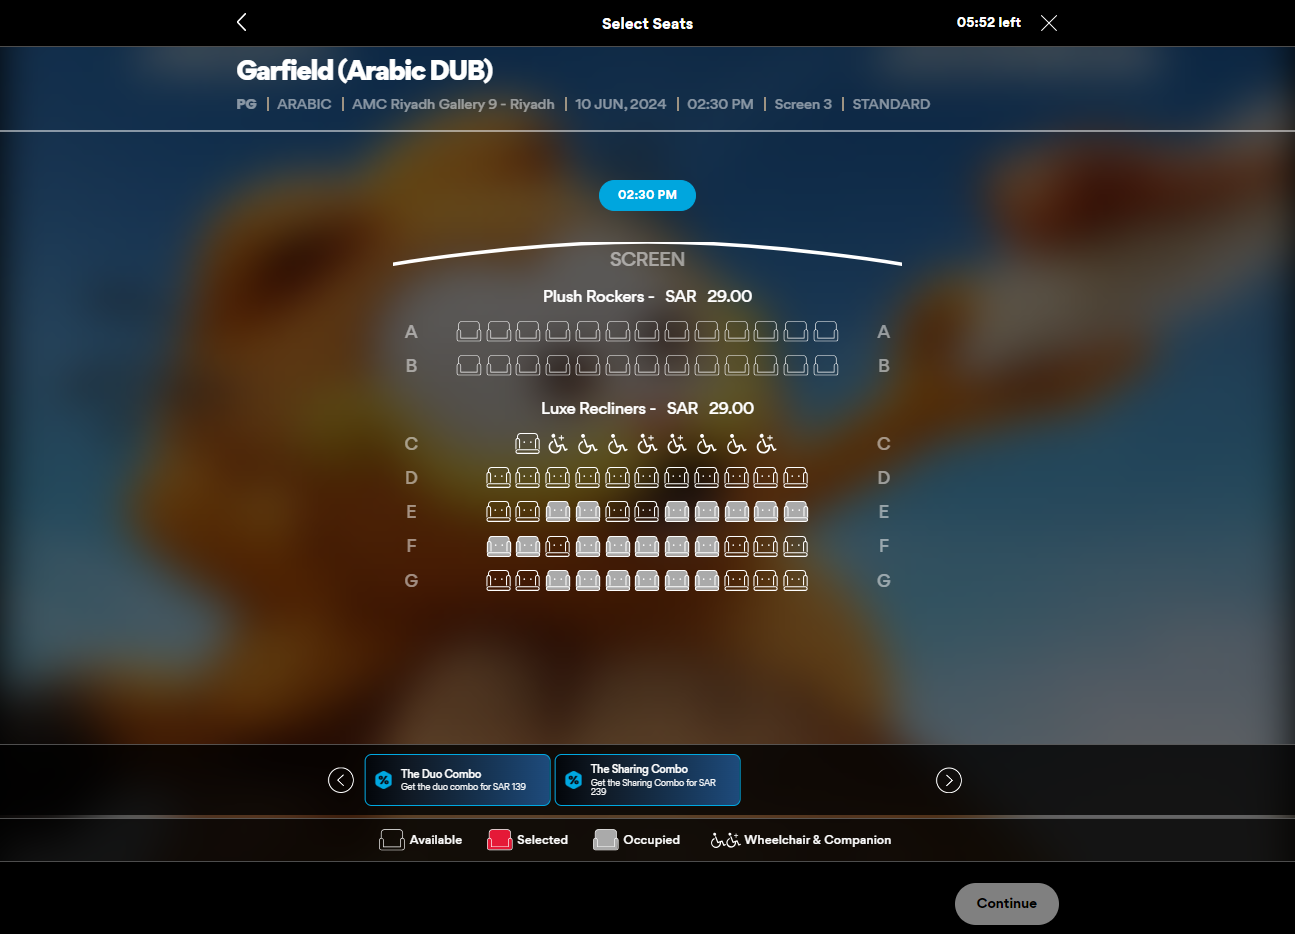 Select Seats
05:52 left
Garfield (Arabic DUB)
PG | ARABIC | AMC Riyadh Gallery 9 - Riyadh | 10 JUN, 2024 | 02:30 PM | Screen 3 | STANDARD
02:30 PM
SCREEN
Plush Rockers - SAR 29.00
A A
B B
Luxe Recliners - SAR 29.00
C C
D D
E E
F F
G G
The Duo Combo
Get the duo combo for SAR 139
The Sharing Combo
Get the Sharing Combo for SAR
239
Available Selected Occupied Wheelchair & Companion
Continue